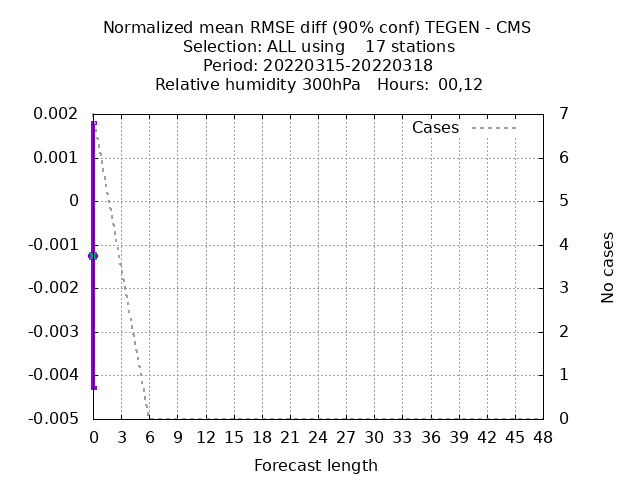 Normalized mean RMSE diff (90% conf) TEGEN - CMS
Selection: ALL using    17 stations
Period: 20220315-20220318
Relative humidity 300hPa   Hours: 00,12
0.002
0.001
0
-0.001
-0.002
-0.003
-0.004
-0.005
Cases
7
6
5
4
3
2
1
0
No cases
0 3 6 9 12 15 18 21 24 27 30 33 36 39 42 45 48
Forecast length